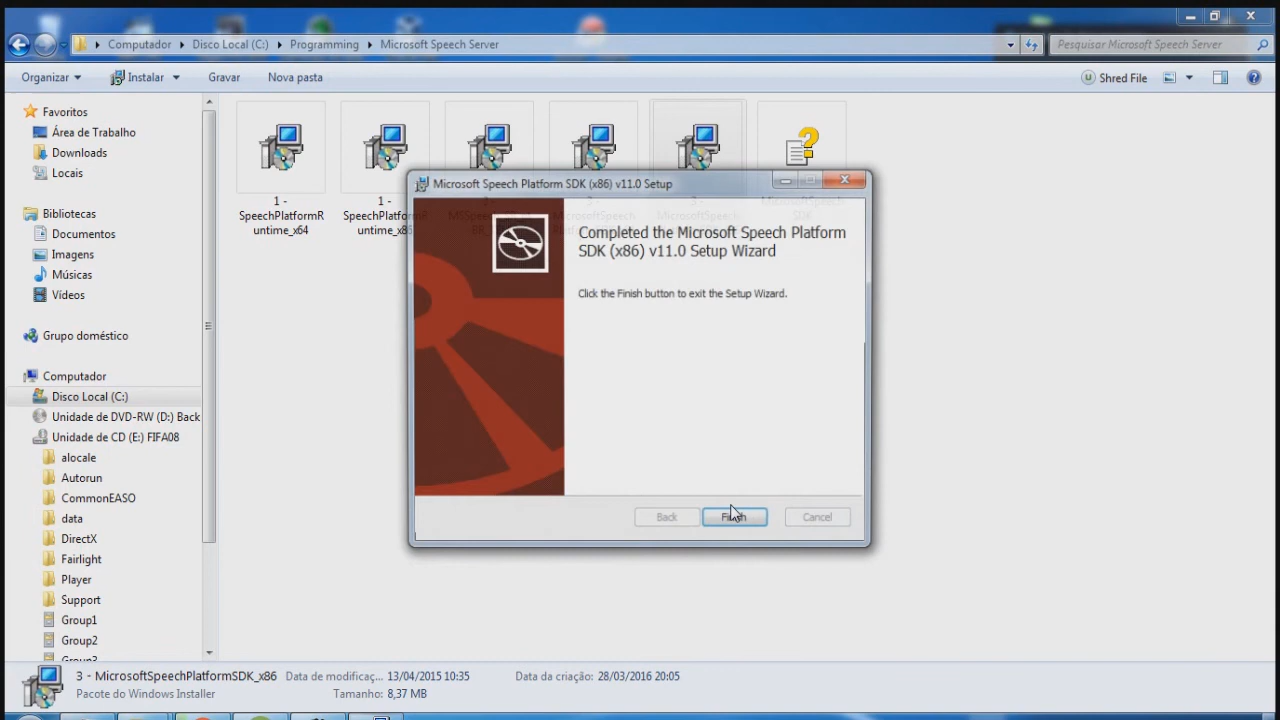 Computador
Disco Local (C:)
Programming
Microsoft Speech Server
Pesquisar Microsoft Speech Server
Organizar
Instalar
Gravar
Nova pasta
Shred File
Favoritos
Área de Trabalho
Downloads
Locais
Bibliotecas
Documentos
Imagens
Músicas
Vídeos
Grupo doméstico
Computador
Disco Local (C:)
Unidade de DVD-RW (D:) Back
Unidade de CD (E:) FIFA08
alocale
Autorun
CommonEASO
data
DirectX
Fairlight
Player
Support
Group1
Group2
1 -
SpeechPlatformR
untime_x64
1 -
SpeechPlatformR
untime_x86
Microsoft Speech Platform SDK (x86) v11.0 Setup
Completed the Microsoft Speech Platform
SDK (x86) v11.0 Setup Wizard
Click the Finish button to exit the Setup Wizard.
Back
Finish
Cancel
3 - MicrosoftSpeechPlatformSDK_x86
Data de modificaç...
13/04/2015 10:35
Data da criação:
28/03/2016 20:05
Pacote do Windows Installer
Tamanho:
8,37 MB